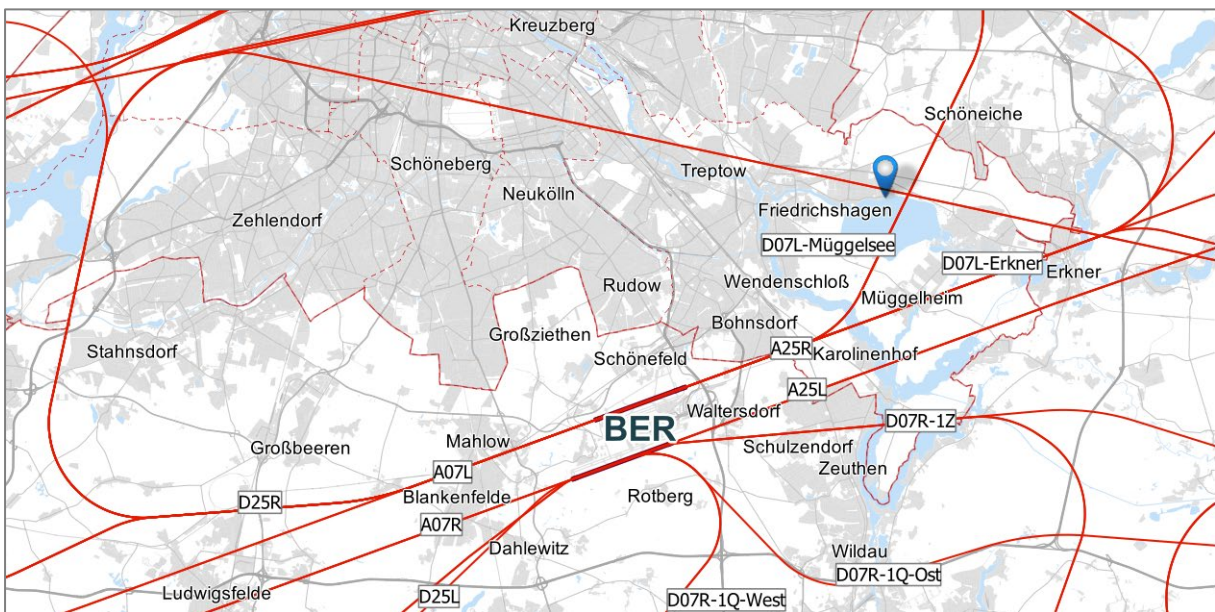 Kreuzberg
Schöneiche
Schöneberg
Treptow
Neukölln
Zehlendorf
Friedrichshagen
D07L-Müggelsee
D07L-Erkner
Erkner
Wendenschloß
Rudow
Müggelheim
Großziethen
Bohnsdorf
Stahnsdorf
Schönefeld
A25R
Karolinenhof
A25L
Waltersdorf
BER
D07R-1Z
Mahlow
Großbeeren
Schulzendorf
Zeuthen
A07L
Blankenfelde
Rotberg
D25R
A07R
Dahlewitz
Wildau
D07R-1Q-Ost
Ludwigsfelde
D25L
D07R-1Q-West